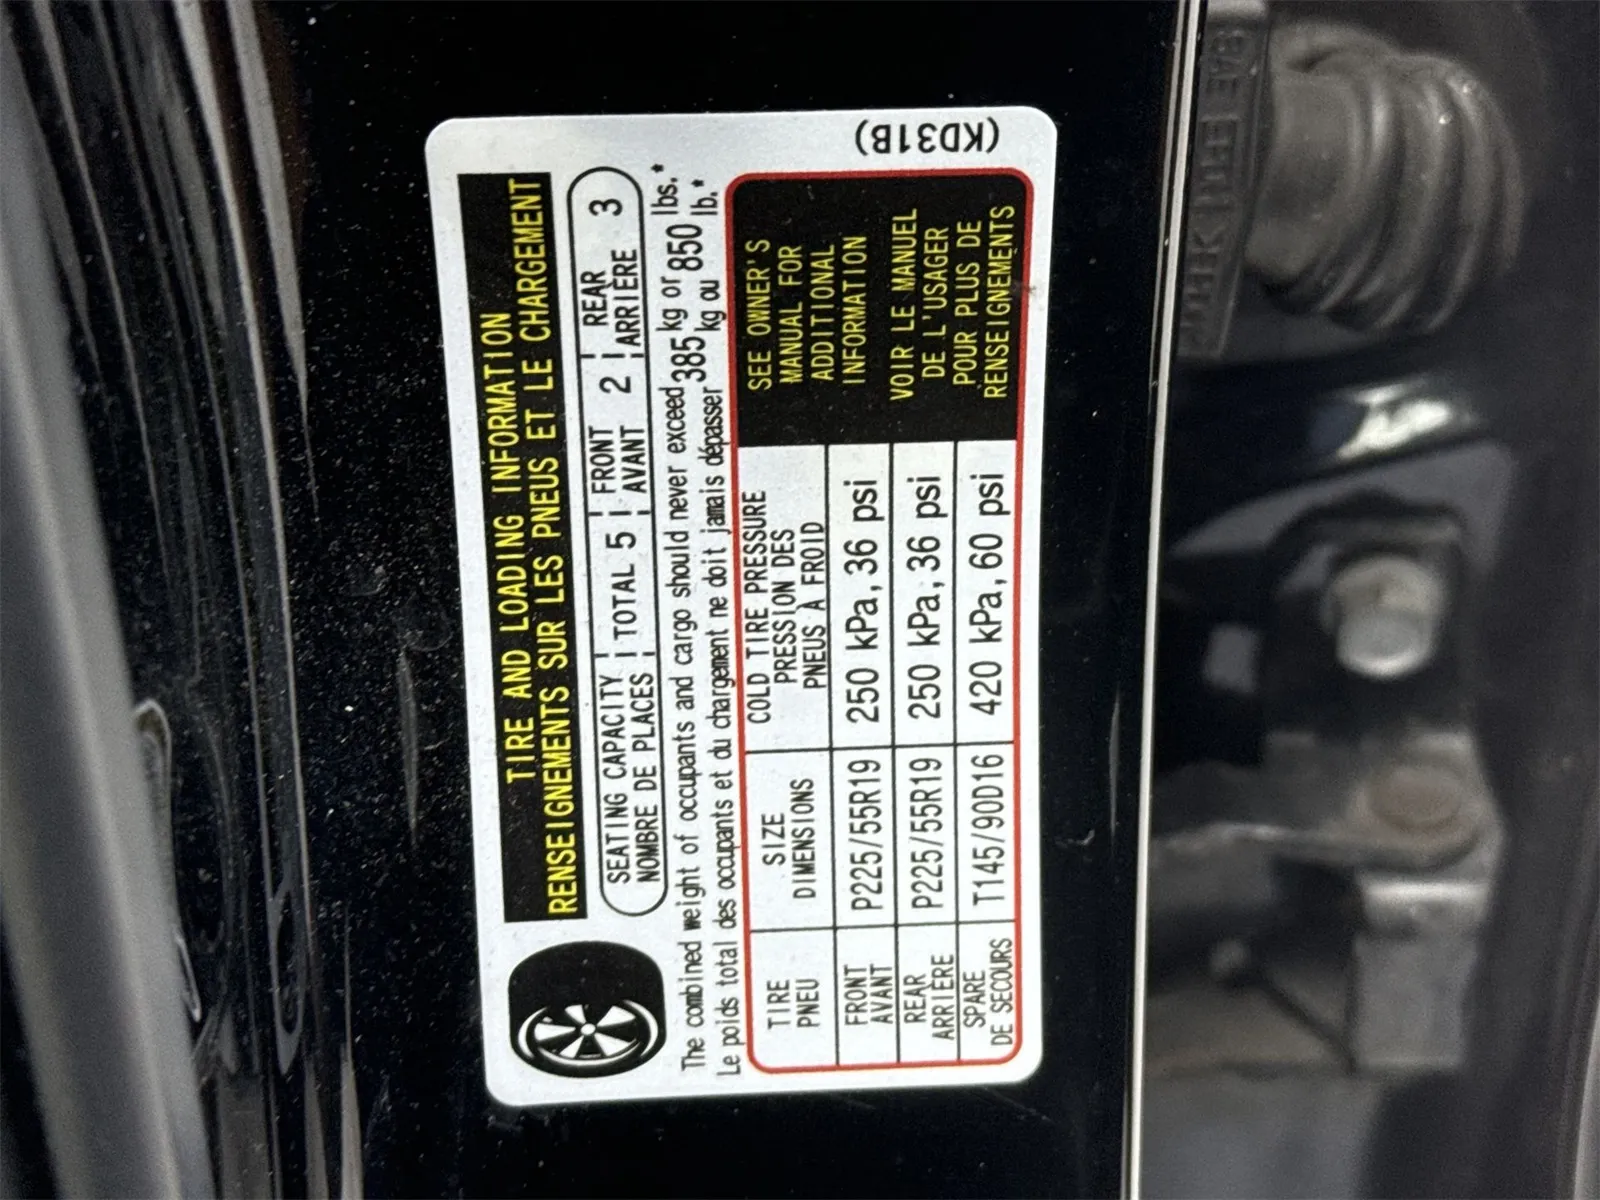 TIRE AND LOADING INFORMATION
RENSEIGNEMENTS SUR LES PNEUS ET LE CHARGEMENT
SEATING CAPACITY TOTAL 5 FRONT 2 REAR 3
NOMBRE DE PLACES AVANT ARRIÈRE
The combined weight of occupants and cargo should never exceed 385 kg or 850 lbs.*
Le poids total des occupants et du chargement ne doit jamais dépasser kg ou lb.*
TIRE SIZE COLD TIRE PRESSURE
PNEU DIMENSIONS PRESSION DES
PNEUS À FROID
FRONT P225/55R19 250 kPa, 36 psi
AVANT
REAR P225/55R19 250 kPa, 36 psi
ARRIÈRE
SPARE T145/90D16 420 kPa, 60 psi
DE SECOURS
SEE OWNER'S
MANUAL FOR
ADDITIONAL
INFORMATION
VOIR LE MANUEL
DE L'USAGER
POUR PLUS DE
RENSEIGNEMENTS
(KD31B)